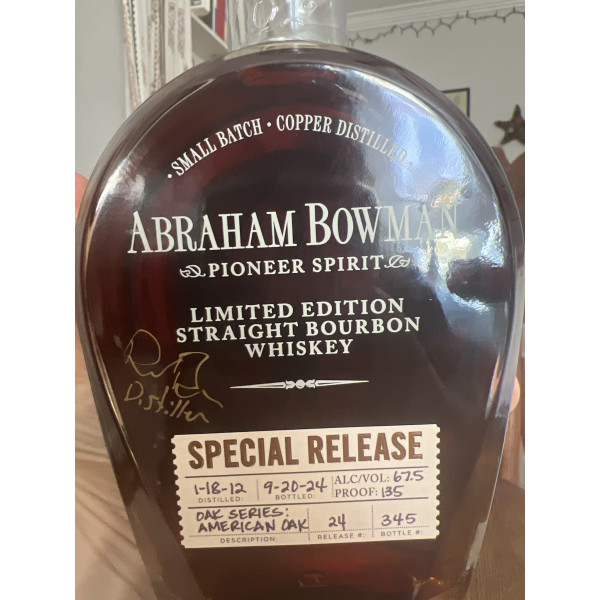 • SMALL BATCH • COPPER DISTILLED •
ABRAHAM BOWMAN
PIONEER SPIRIT
LIMITED EDITION
STRAIGHT BOURBON
WHISKEY
Distiller
SPECIAL RELEASE
1-18-12 9-20-24 ALC/VOL: 67.5
DISTILLED: BOTTLED: PROOF: 135
OAK SERIES:
AMERICAN OAK 24 345
DESCRIPTION: RELEASE #: BOTTLE #: